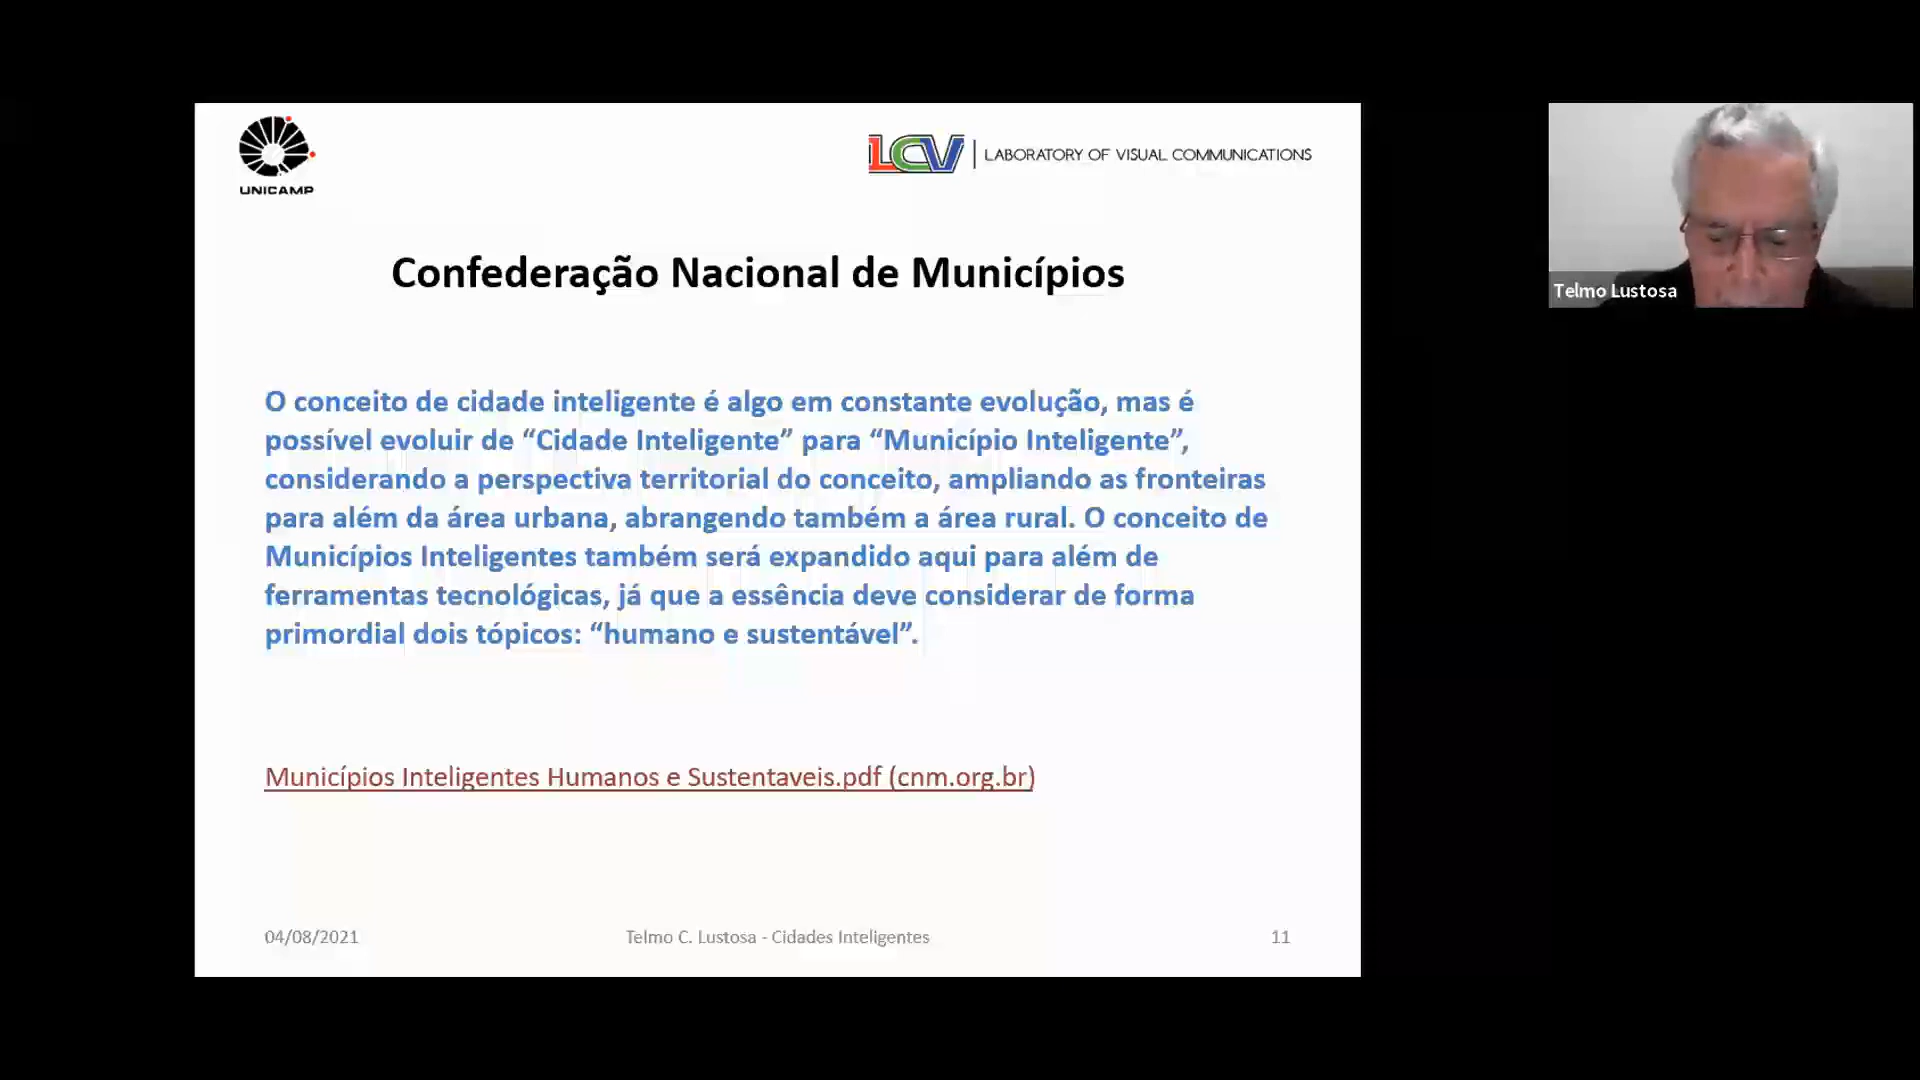 UNICAMP
LCV | LABORATORY OF VISUAL COMMUNICATIONS
Telmo Lustosa
Confederação Nacional de Municípios
O conceito de cidade inteligente é algo em constante evolução, mas é
possível evoluir de “Cidade Inteligente” para “Município Inteligente”,
considerando a perspectiva territorial do conceito, ampliando as fronteiras
para além da área urbana, abrangendo também a área rural. O conceito de
Municípios Inteligentes também será expandido aqui para além de
ferramentas tecnológicas, já que a essência deve considerar de forma
primordial dois tópicos: “humano e sustentável”.
Municípios Inteligentes Humanos e Sustentaveis.pdf (cnm.org.br)
04/08/2021
Telmo C. Lustosa - Cidades Inteligentes
11